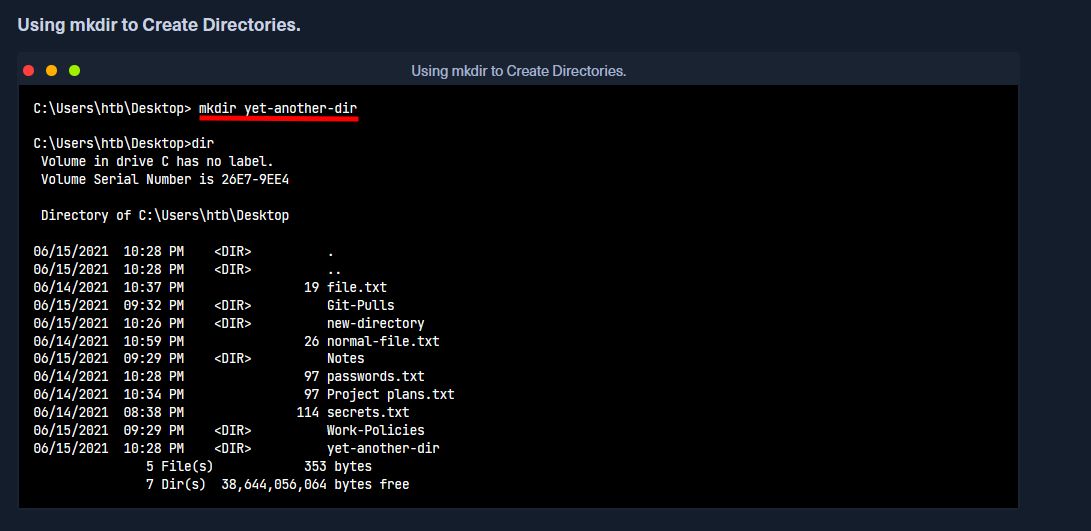 Using mkdir to Create Directories.
Using mkdir to Create Directories.
C:\Users\htb\Desktop> mkdir yet-another-dir
C:\Users\htb\Desktop>dir
 Volume in drive C has no label.
 Volume Serial Number is 26E7-9EE4
 Directory of C:\Users\htb\Desktop
06/15/2021  10:28 PM    <DIR>          .
06/15/2021  10:28 PM    <DIR>          ..
06/14/2021  10:37 PM                19 file.txt
06/15/2021  09:32 PM    <DIR>          Git-Pulls
06/15/2021  10:26 PM    <DIR>          new-directory
06/14/2021  10:59 PM                26 normal-file.txt
06/15/2021  09:29 PM    <DIR>          Notes
06/14/2021  10:28 PM                97 passwords.txt
06/14/2021  10:34 PM                97 Project plans.txt
06/14/2021  08:38 PM               114 secrets.txt
06/15/2021  09:29 PM    <DIR>          Work-Policies
06/15/2021  10:28 PM    <DIR>          yet-another-dir
               5 File(s)            353 bytes
               7 Dir(s)  38,644,056,064 bytes free